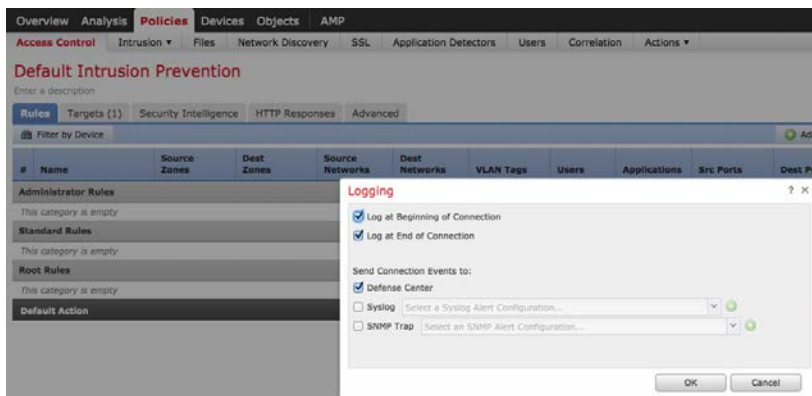 Overview Analysis Policies Devices Objects AMP
Access Control Intrusion Files Network Discovery SSL Application Detectors Users Correlation Actions
Default Intrusion Prevention
Enter a description
Rules Targets (1) Security Intelligence HTTP Responses Advanced
Filter by Device Ad
# Name Source Zones Dest Zones Source Networks Dest Networks VLAN Tags Users Applications Src Ports Dest P
Administrator Rules
This category is empty
Standard Rules
This category is empty
Root Rules
This category is empty
Default Action
Logging ? ×
Log at Beginning of Connection
Log at End of Connection
Send Connection Events to:
Defense Center
Syslog Select a Syslog Alert Configuration...
SNMP Trap Select an SNMP Alert Configuration...
OK Cancel